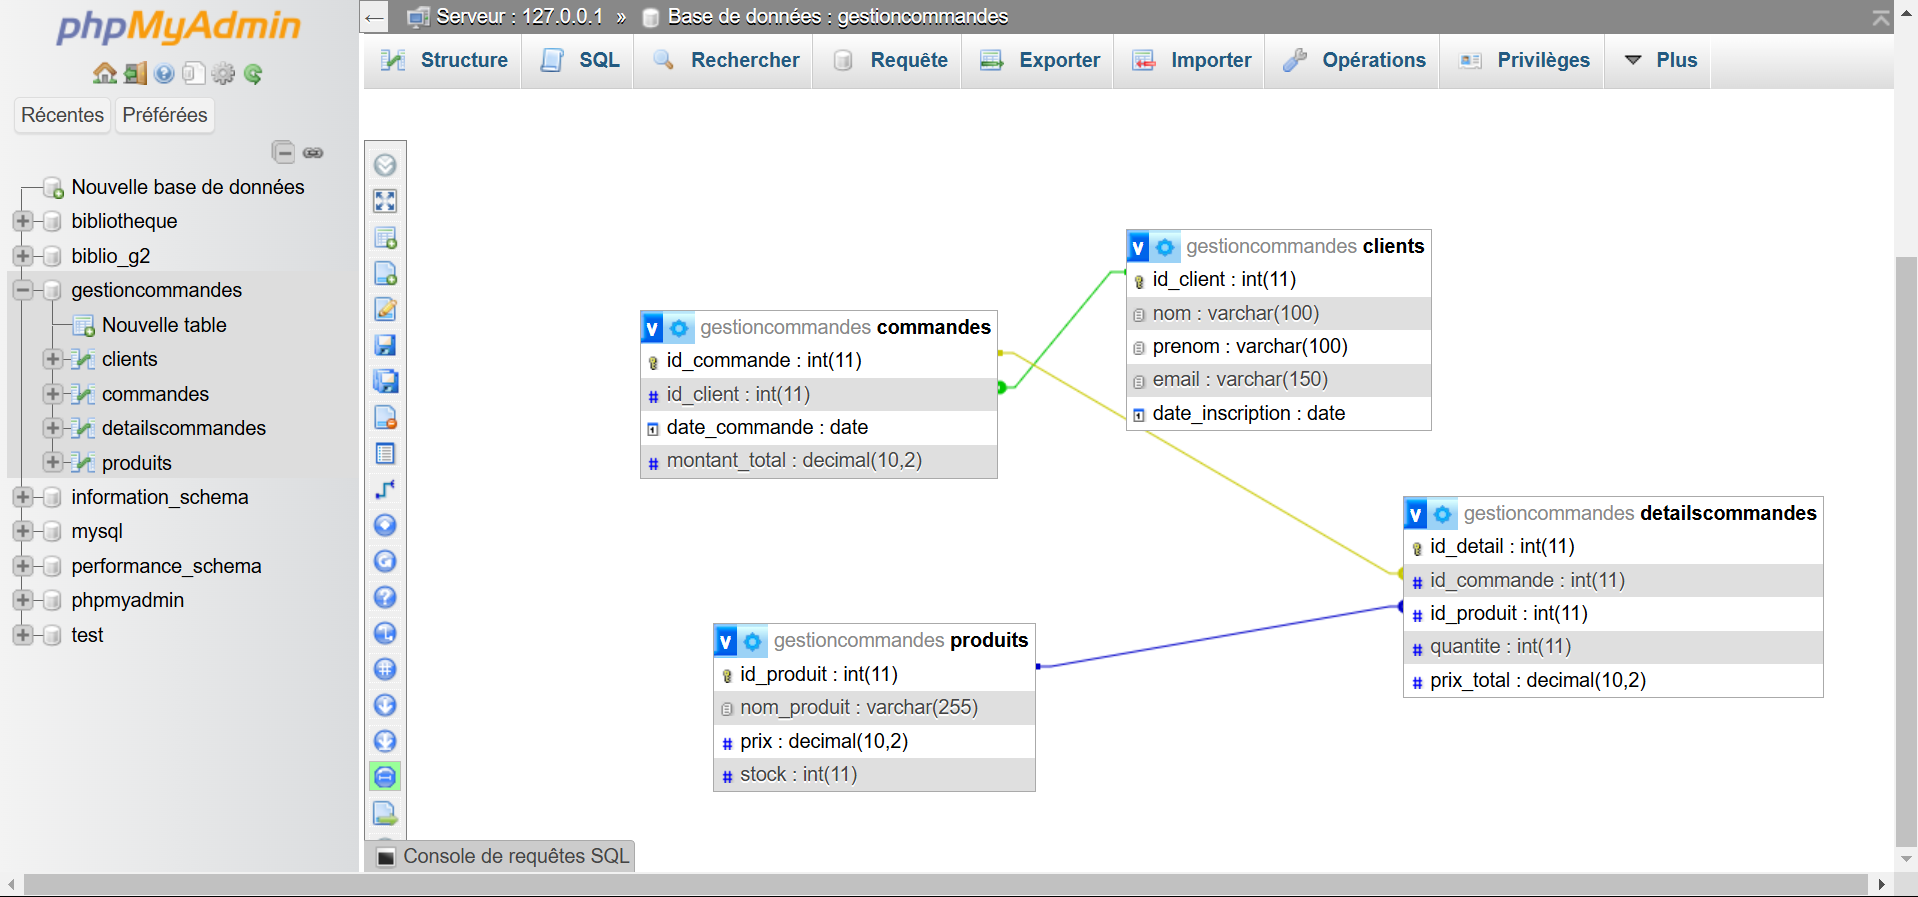 phpMyAdmin
Récentes
Préférées
Nouvelle base de données
bibliotheque
biblio_g2
gestioncommandes
Nouvelle table
clients
commandes
detailscommandes
produits
information_schema
mysql
performance_schema
phpmyadmin
test
Serveur : 127.0.0.1 » Base de données : gestioncommandes
Structure
SQL
Rechercher
Requête
Exporter
Importer
Opérations
Privilèges
Plus
v gestioncommandes clients
id_client : int(11)
nom : varchar(100)
prenom : varchar(100)
email : varchar(150)
date_inscription : date
v gestioncommandes commandes
id_commande : int(11)
# id_client : int(11)
date_commande : date
# montant_total : decimal(10,2)
v gestioncommandes detailscommandes
id_detail : int(11)
# id_commande : int(11)
# id_produit : int(11)
# quantite : int(11)
# prix_total : decimal(10,2)
v gestioncommandes produits
id_produit : int(11)
nom_produit : varchar(255)
# prix : decimal(10,2)
# stock : int(11)
Console de requêtes SQL